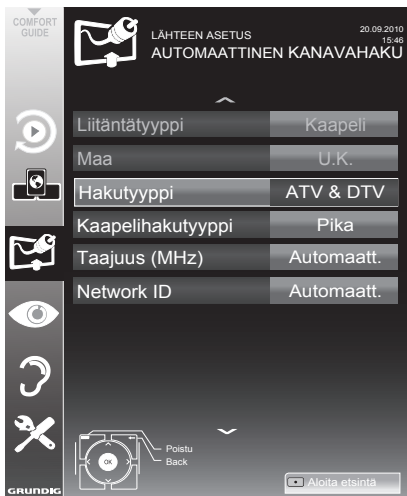 COMFORT
GUIDE
LÄHTEEN ASETUS
20.09.2010
15:46
AUTOMAATTINEN KANAVAHAKU
Liitäntätyyppi Kaapeli
Maa U.K.
Hakutyyppi ATV & DTV
Kaapelihakutyyppi Pika
Taajuus (MHz) Automaatt.
Network ID Automaatt.
OK
Poistu
Back
Aloita etsintä
GRUNDIG